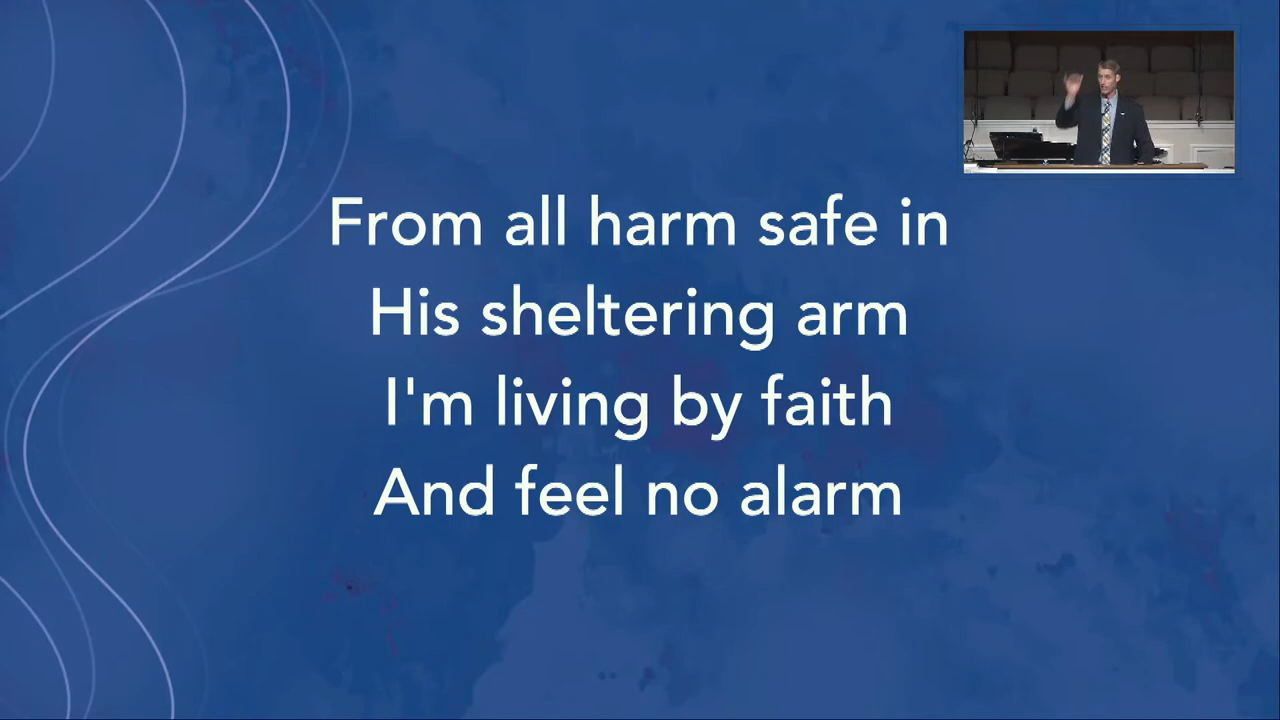 From all harm safe in
His sheltering arm
I'm living by faith
And feel no alarm